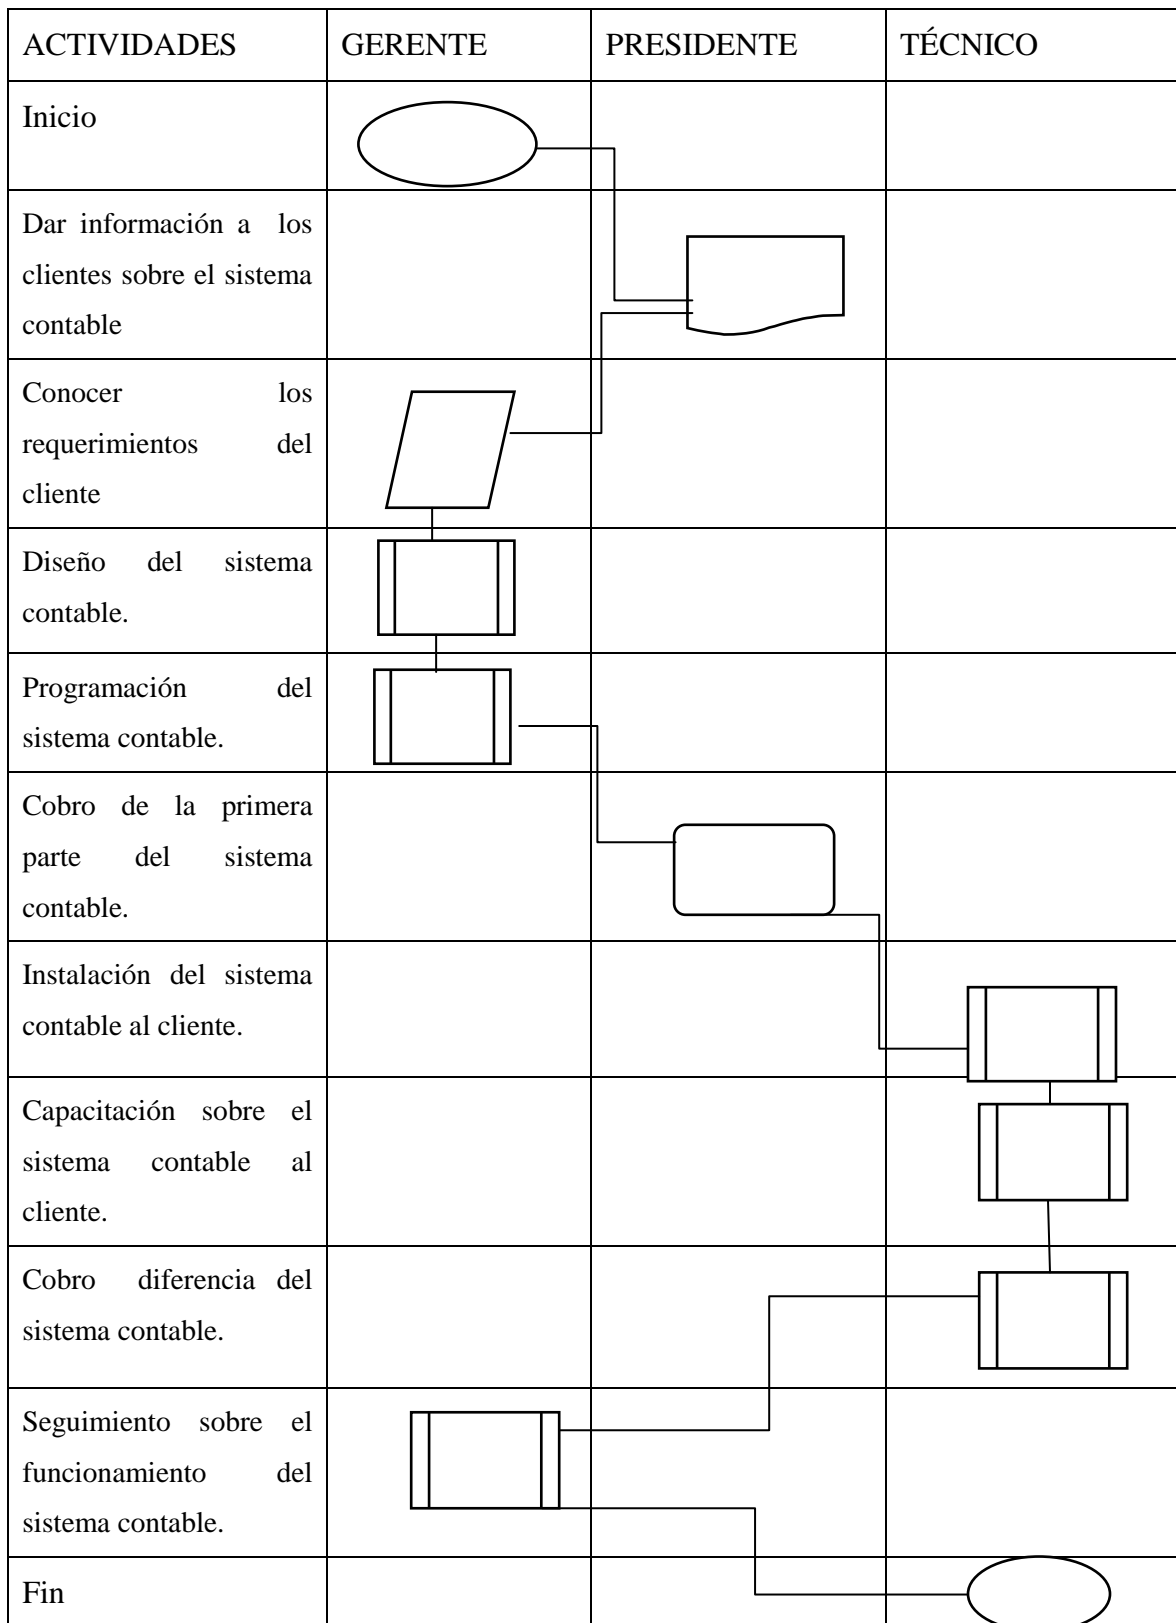 ACTIVIDADES GERENTE PRESIDENTE TÉCNICO
Inicio
Dar información a los
clientes sobre el sistema
contable
Conocer los
requerimientos del
cliente
Diseño del sistema
contable.
Programación del
sistema contable.
Cobro de la primera
parte del sistema
contable.
Instalación del sistema
contable al cliente.
Capacitación sobre el
sistema contable al
cliente.
Cobro diferencia del
sistema contable.
Seguimiento sobre el
funcionamiento del
sistema contable.
Fin